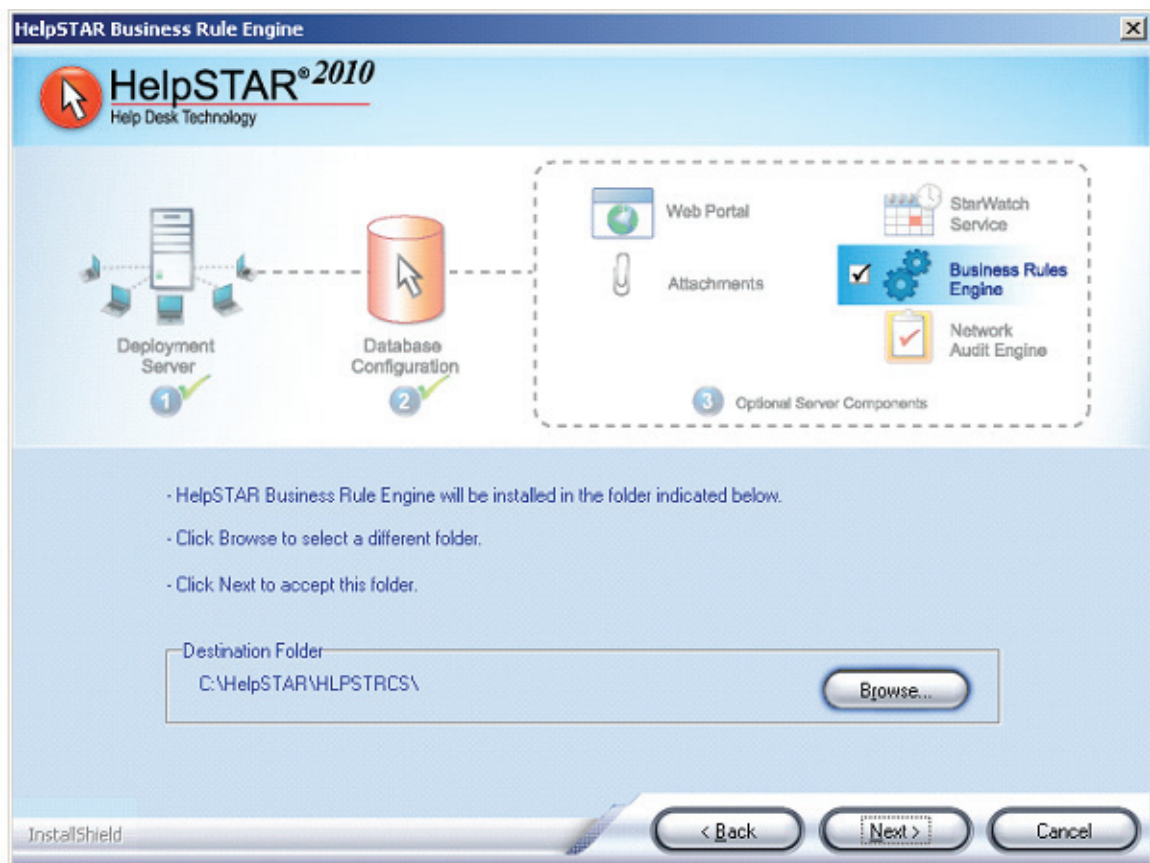 HelpSTAR Business Rule Engine
HelpSTAR® 2010
Help Desk Technology
Web Portal
StarWatch
Service
Attachments
Business Rules
Engine
Network
Audit Engine
Deployment
Server
1
Database
Configuration
2
3 Optional Server Components
- HelpSTAR Business Rule Engine will be installed in the folder indicated below.
- Click Browse to select a different folder.
- Click Next to accept this folder.
Destination Folder
C:\HelpSTAR\HLPSTRCS\
Browse...
InstallShield
< Back
Next >
Cancel